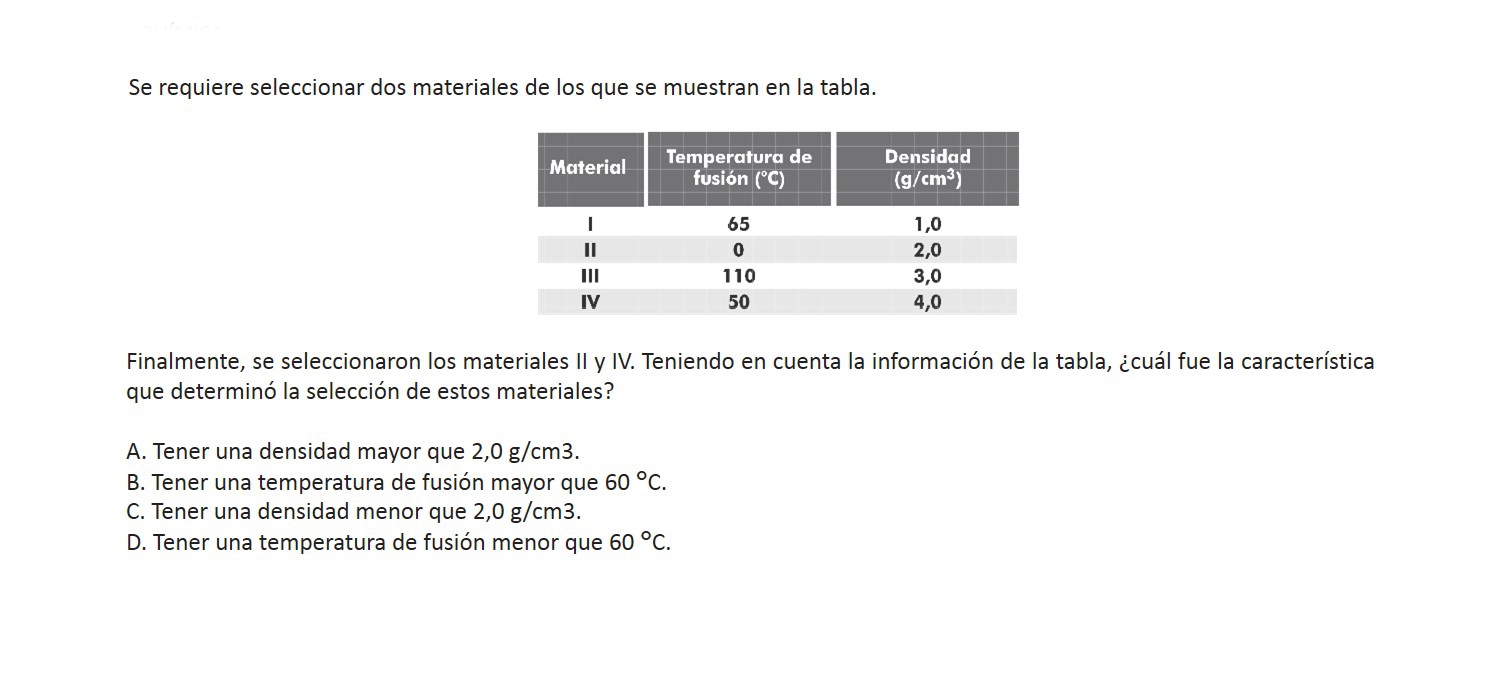 Se requiere seleccionar dos materiales de los que se muestran en la tabla.
Material Temperatura de fusión (°C) Densidad (g/cm³)
I 65 1,0
II 0 2,0
III 110 3,0
IV 50 4,0
Finalmente, se seleccionaron los materiales II y IV. Teniendo en cuenta la información de la tabla, ¿cuál fue la característica
que determinó la selección de estos materiales?
A. Tener una densidad mayor que 2,0 g/cm3.
B. Tener una temperatura de fusión mayor que 60 °C.
C. Tener una densidad menor que 2,0 g/cm3.
D. Tener una temperatura de fusión menor que 60 °C.